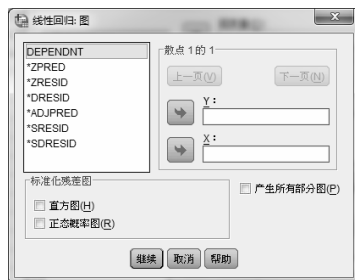 线性回归: 图
DEPENDNT
*ZPRED
*ZRESID
*DRESID
*ADJPRED
*SRESID
*SDRESID
散点 1 的 1
上一页(V)
下一页(N)
Y:
X:
标准化残差图
直方图(H)
正态概率图(R)
产生所有部分图(P)
继续
取消
帮助